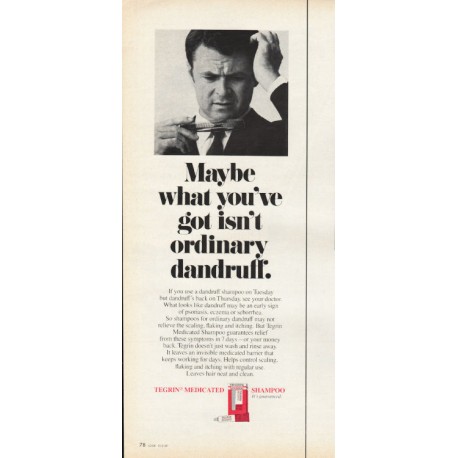 Maybe
what you've
got isn't
ordinary
dandruff.
If you use a dandruff shampoo on Tuesday
but dandruff's back on Thursday, see your doctor.
What looks like dandruff may be an early sign
of psoriasis, eczema or seborrhea.
So shampoos for ordinary dandruff may not
relieve the scaling, flaking and itching. But Tegrin
Medicated Shampoo guarantees relief
from these symptoms in 7 days—or your money
back. Tegrin doesn't just wash and rinse away.
It leaves an invisible medicated barrier that
keeps working for days. Helps control scaling,
flaking and itching with regular use.
Leaves hair neat and clean.
TEGRIN® MEDICATED SHAMPOO
It's guaranteed
78